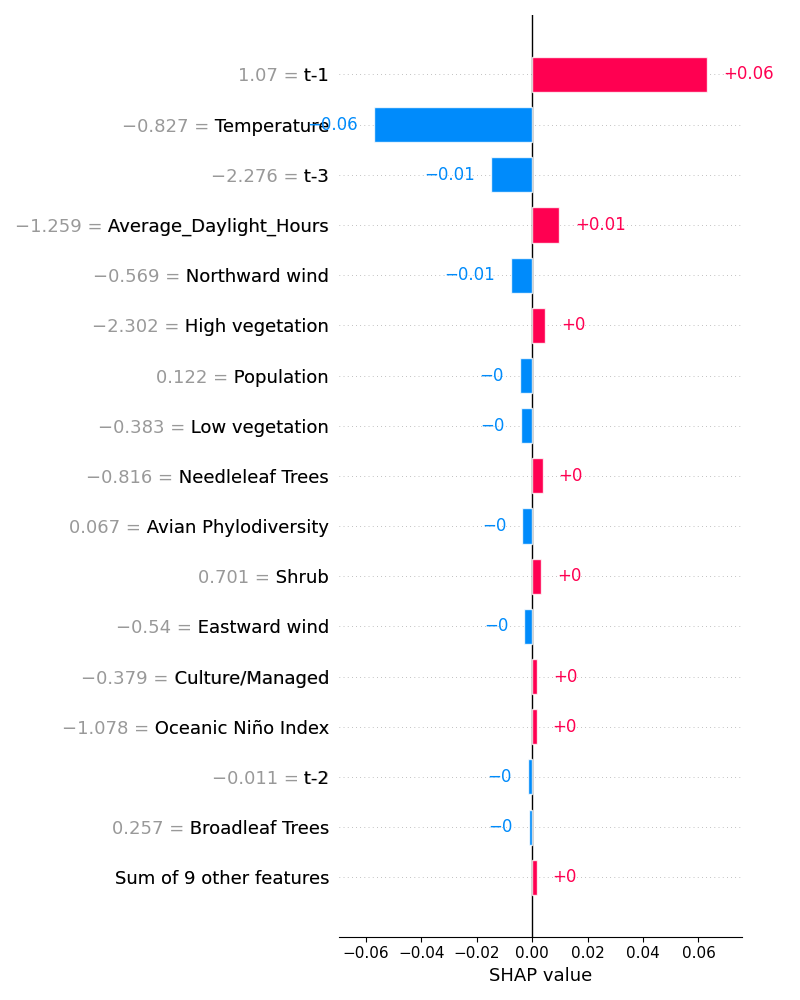 1.07 = t-1 +0.06
−0.827 = Temperature −0.06
−2.276 = t-3 −0.01
−1.259 = Average_Daylight_Hours +0.01
−0.569 = Northward wind −0.01
−2.302 = High vegetation +0
0.122 = Population −0
−0.383 = Low vegetation −0
−0.816 = Needleleaf Trees +0
0.067 = Avian Phylodiversity −0
0.701 = Shrub +0
−0.54 = Eastward wind −0
−0.379 = Culture/Managed +0
−1.078 = Oceanic Niño Index +0
−0.011 = t-2 −0
0.257 = Broadleaf Trees −0
Sum of 9 other features +0
−0.06 −0.04 −0.02 0.00 0.02 0.04 0.06
SHAP value